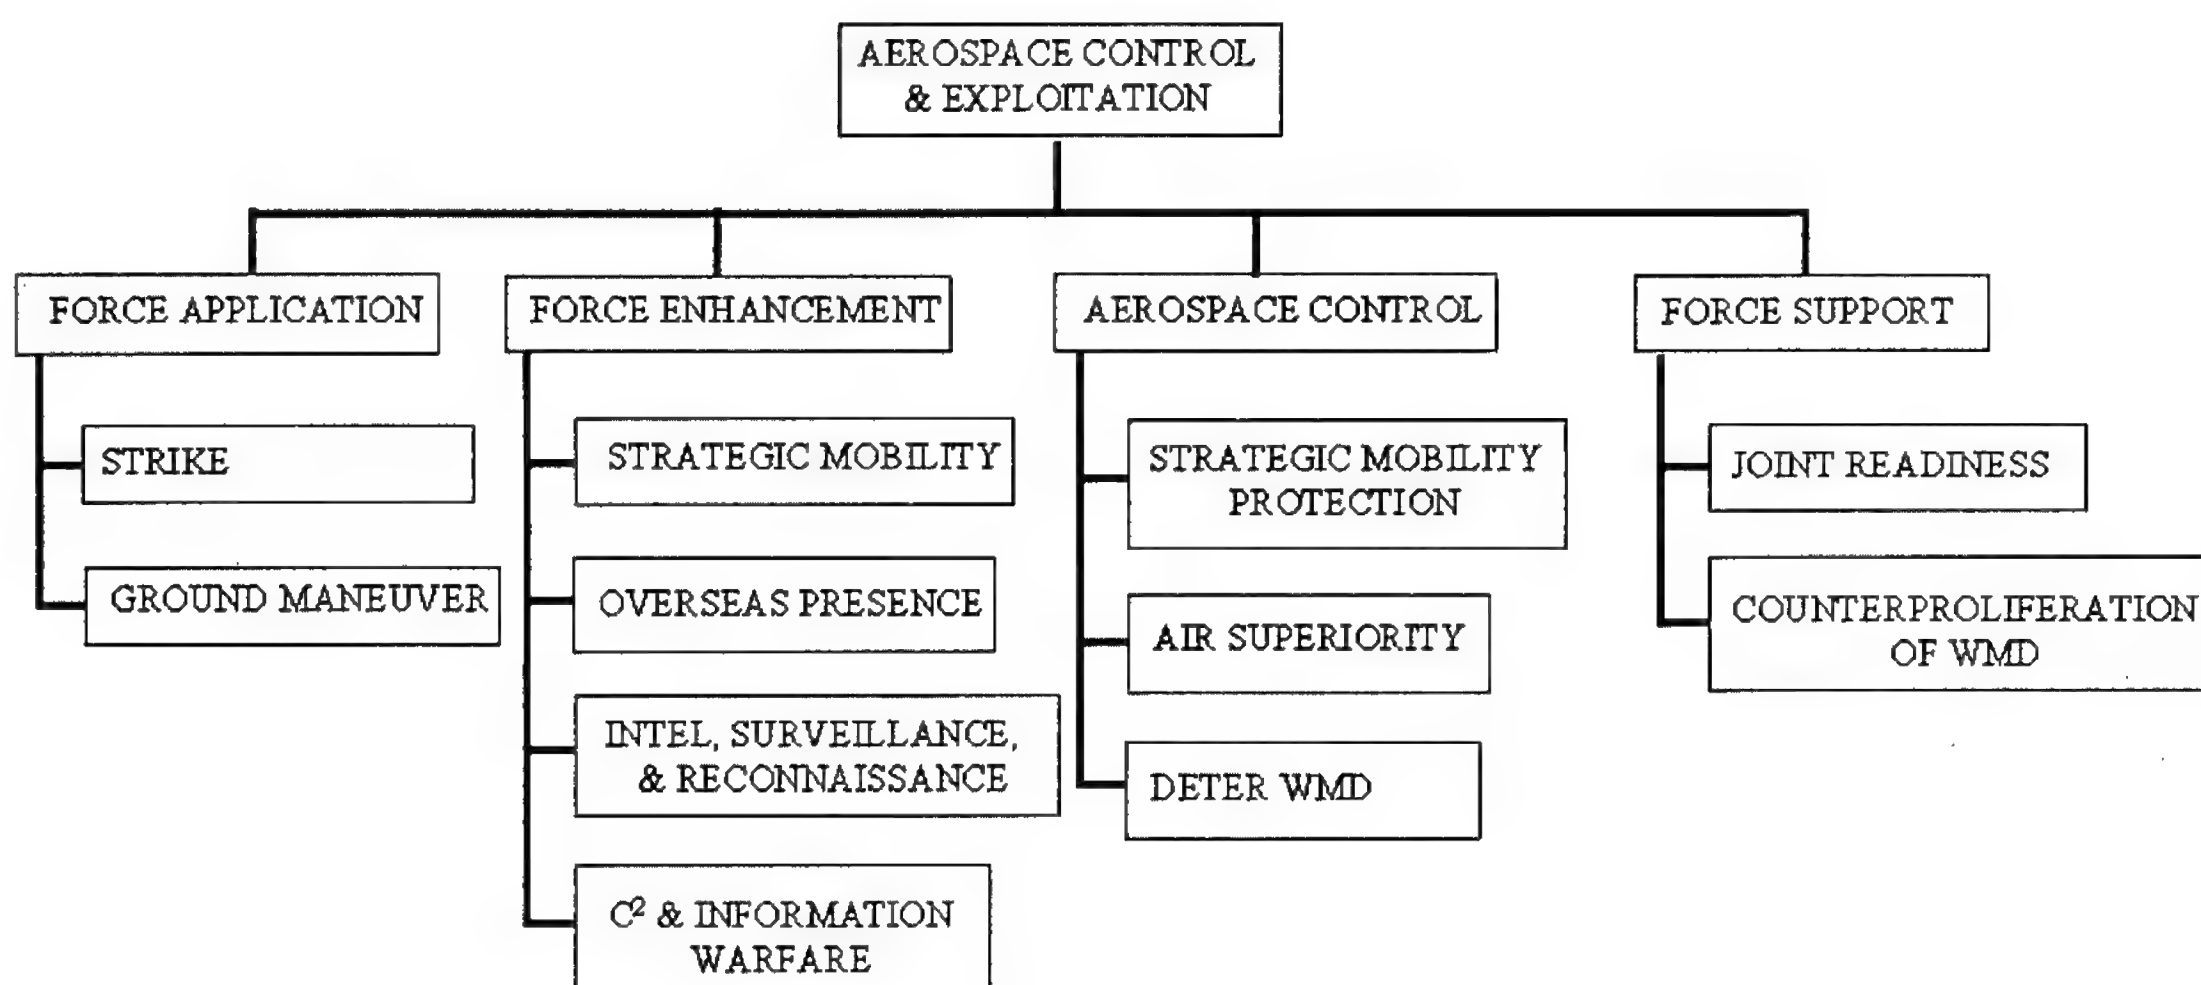 AEROSPACE CONTROL
& EXPLOITATION
FORCE APPLICATION
STRIKE
GROUND MANEUVER
FORCE ENHANCEMENT
STRATEGIC MOBILITY
OVERSEAS PRESENCE
INTEL, SURVEILLANCE,
& RECONNAISSANCE
C² & INFORMATION
WARFARE
AEROSPACE CONTROL
STRATEGIC MOBILITY
PROTECTION
AIR SUPERIORITY
DETER WMD
FORCE SUPPORT
JOINT READINESS
COUNTERPROLIFERATION
OF WMD